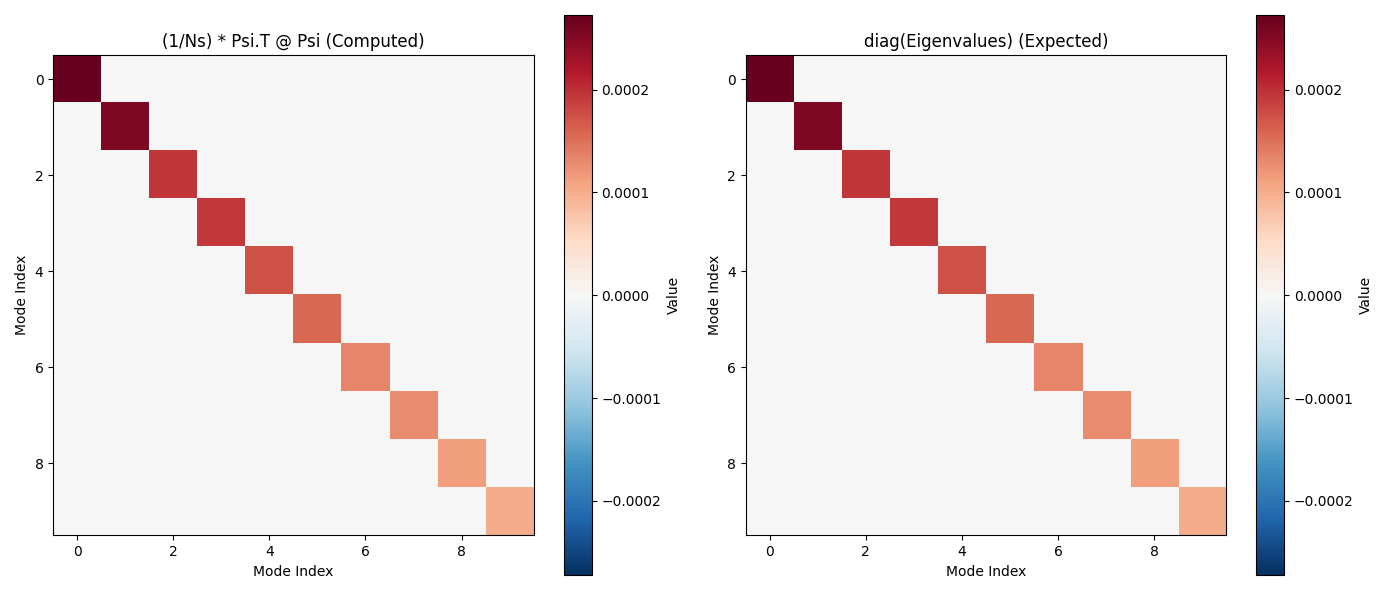 (1/Ns) * Psi.T @ Psi (Computed)
Mode Index
0
2
4
6
8
0 2 4 6 8
Mode Index
0.0002
0.0001
0.0000
−0.0001
−0.0002
Value
diag(Eigenvalues) (Expected)
Mode Index
0
2
4
6
8
0 2 4 6 8
Mode Index
0.0002
0.0001
0.0000
−0.0001
−0.0002
Value